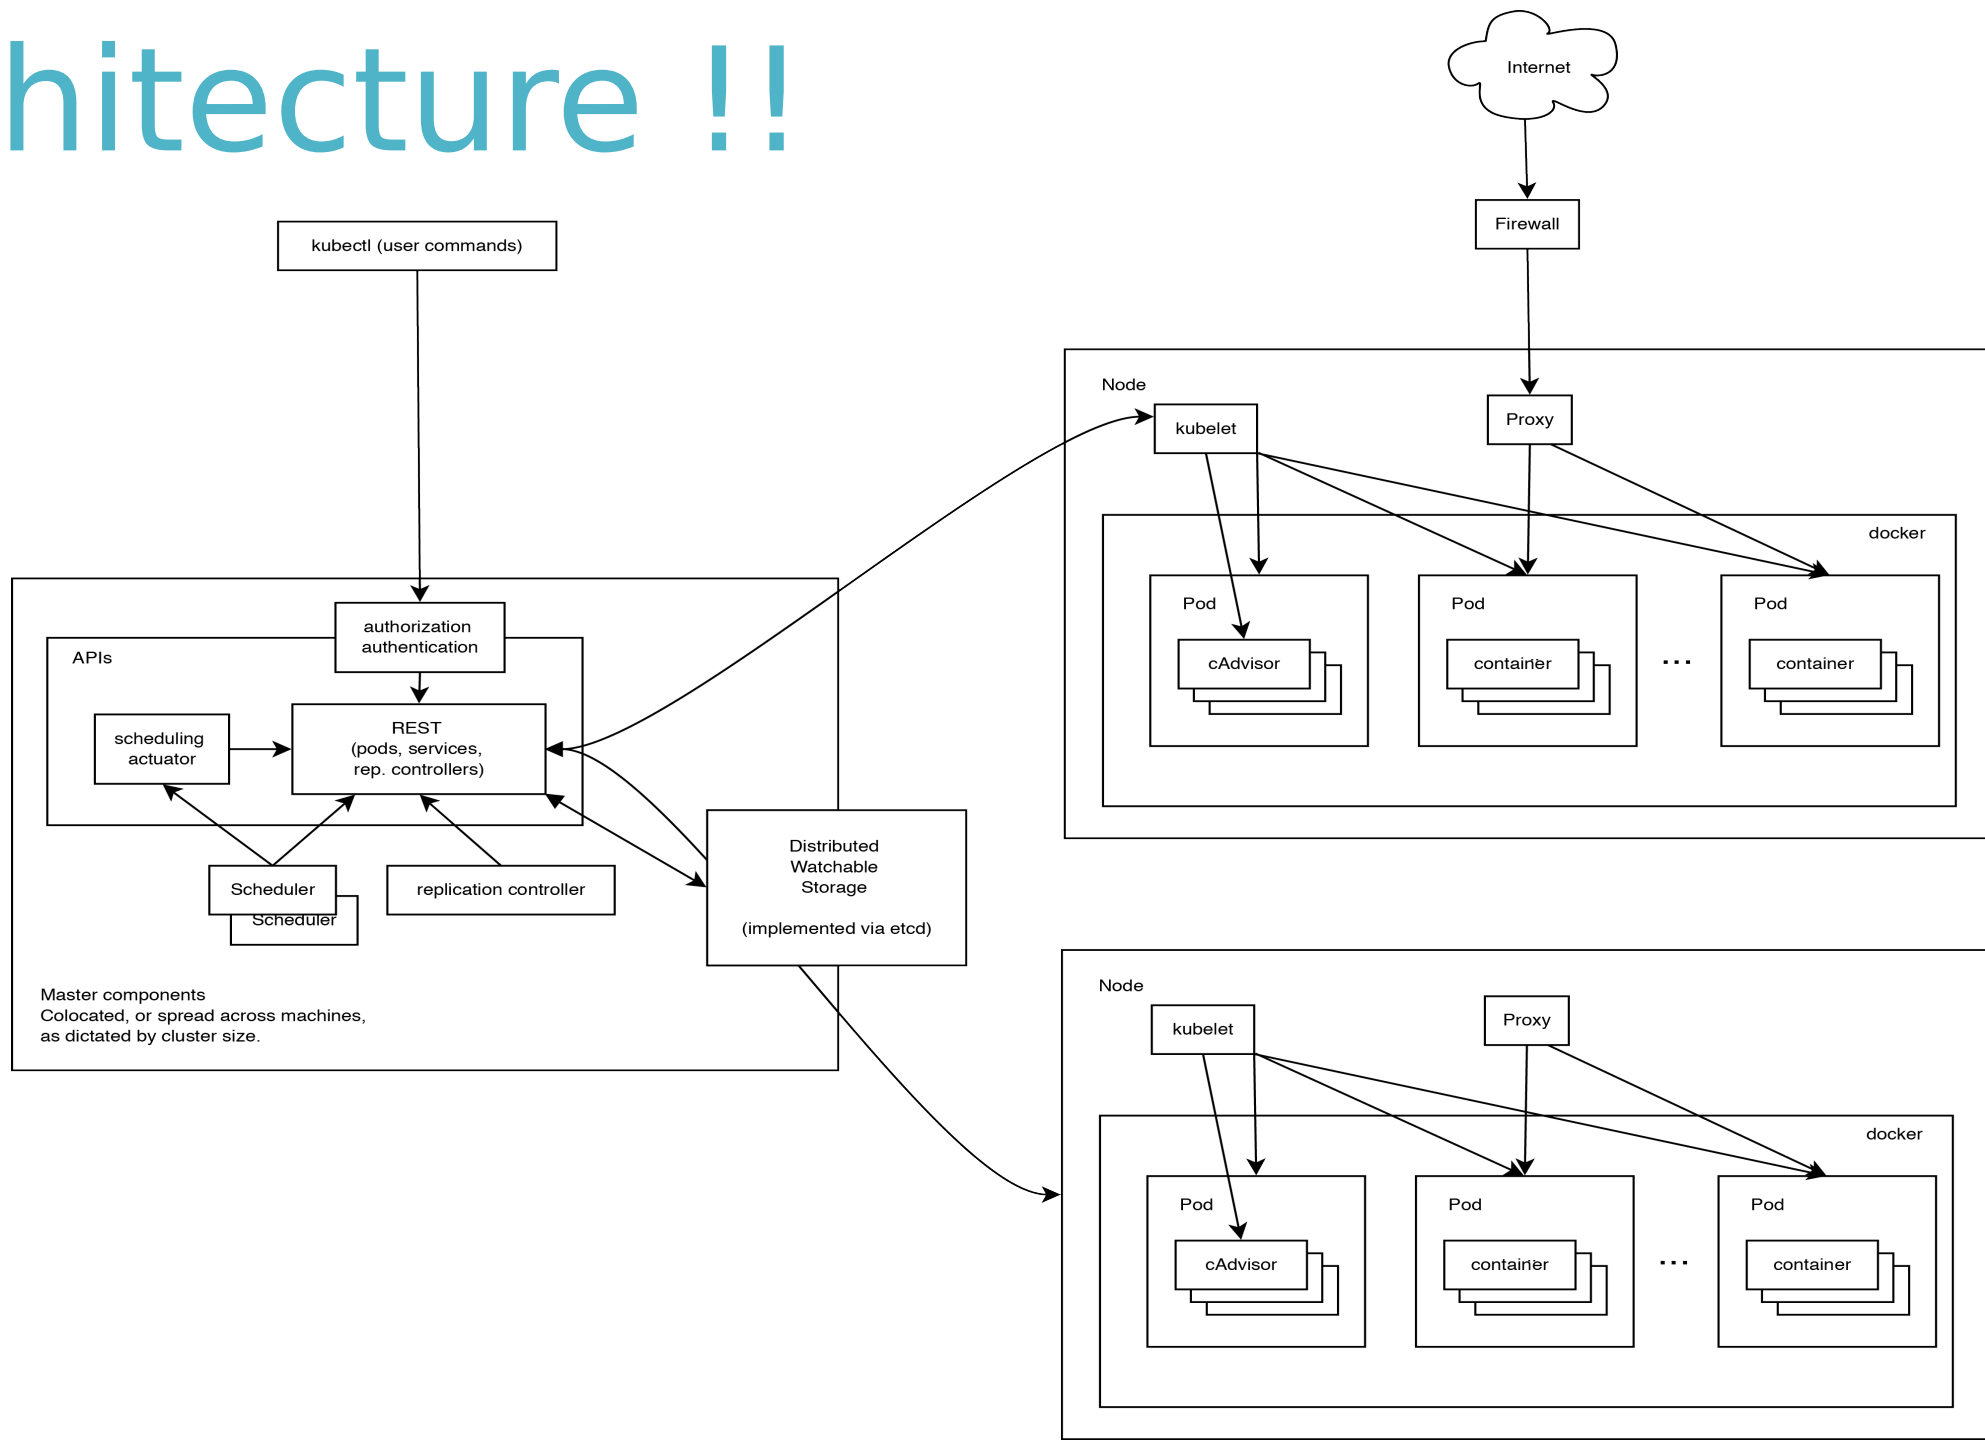 hitecture !!
Internet
Firewall
kubectl (user commands)
Node
kubelet
Proxy
docker
Pod
cAdvisor
Pod
container
...
Pod
container
authorization
authentication
APIs
scheduling
actuator
REST
(pods, services,
rep. controllers)
Scheduler
Scheduler
replication controller
Distributed
Watchable
Storage
(implemented via etcd)
Master components
Colocated, or spread across machines,
as dictated by cluster size.
Node
kubelet
Proxy
docker
Pod
cAdvisor
Pod
container
...
Pod
container